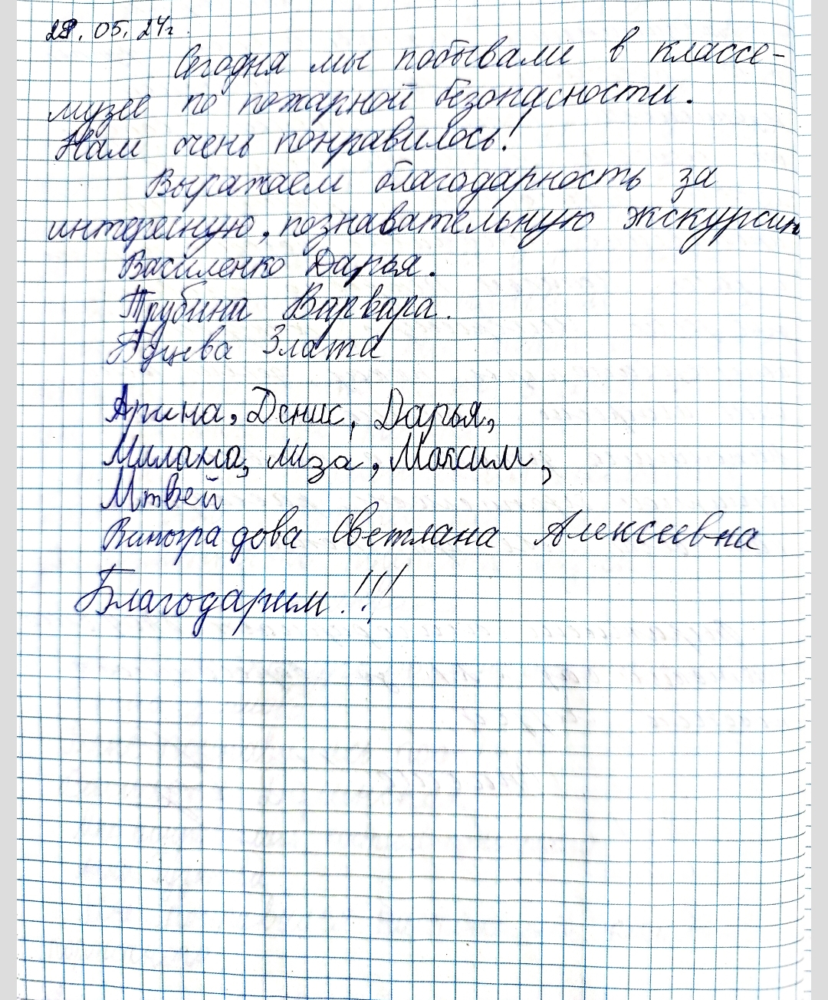 28.05.24г.
Сегодня мы побывали в классе-
музее по пожарной безопасности.
Нам очень понравилось!
Выражаем благодарность за
интересную, познавательную экскурсию
Василенко Дарья.
Трубина Варвара.
Злата
Арина, Денис, Дарья,
Милана, Лиза, Максим,
Мтвей
Виноградова Светлана Алексеевна
Благодарим!!!